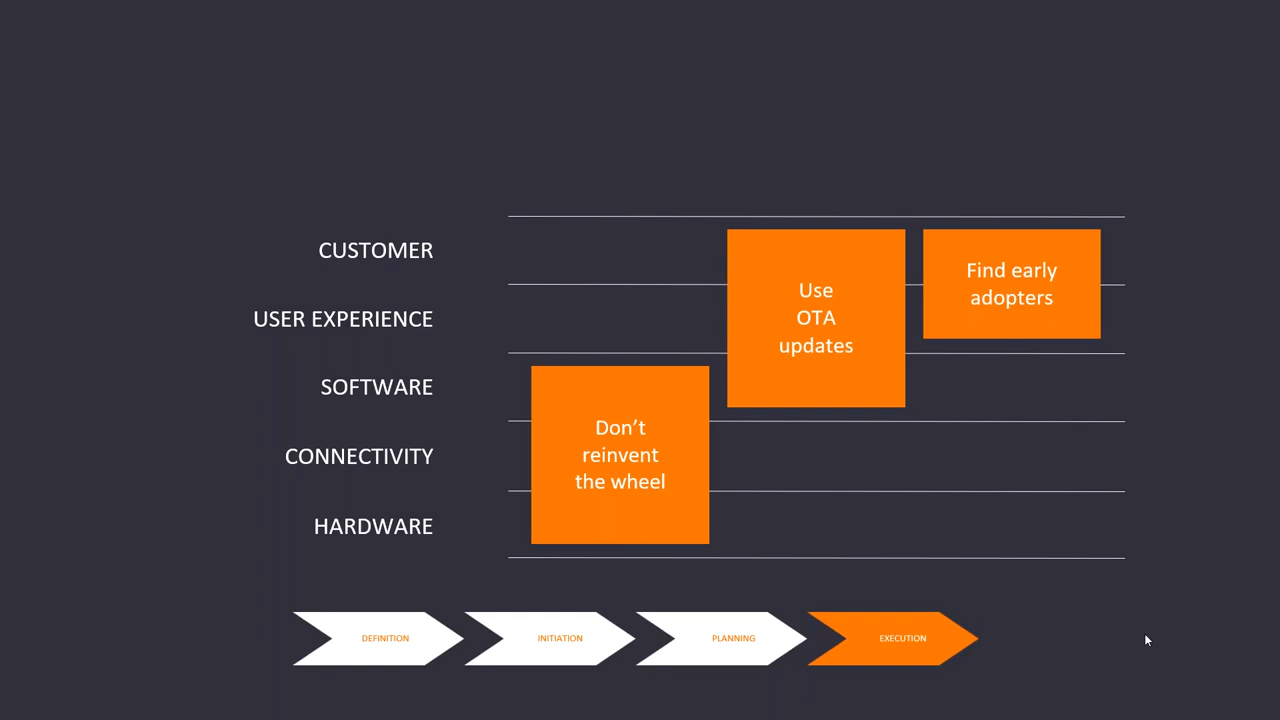 CUSTOMER
USER EXPERIENCE
SOFTWARE
CONNECTIVITY
HARDWARE
Don’t
reinvent
the wheel
Use
OTA
updates
Find early
adopters
DEFINITION
INITIATION
PLANNING
EXECUTION